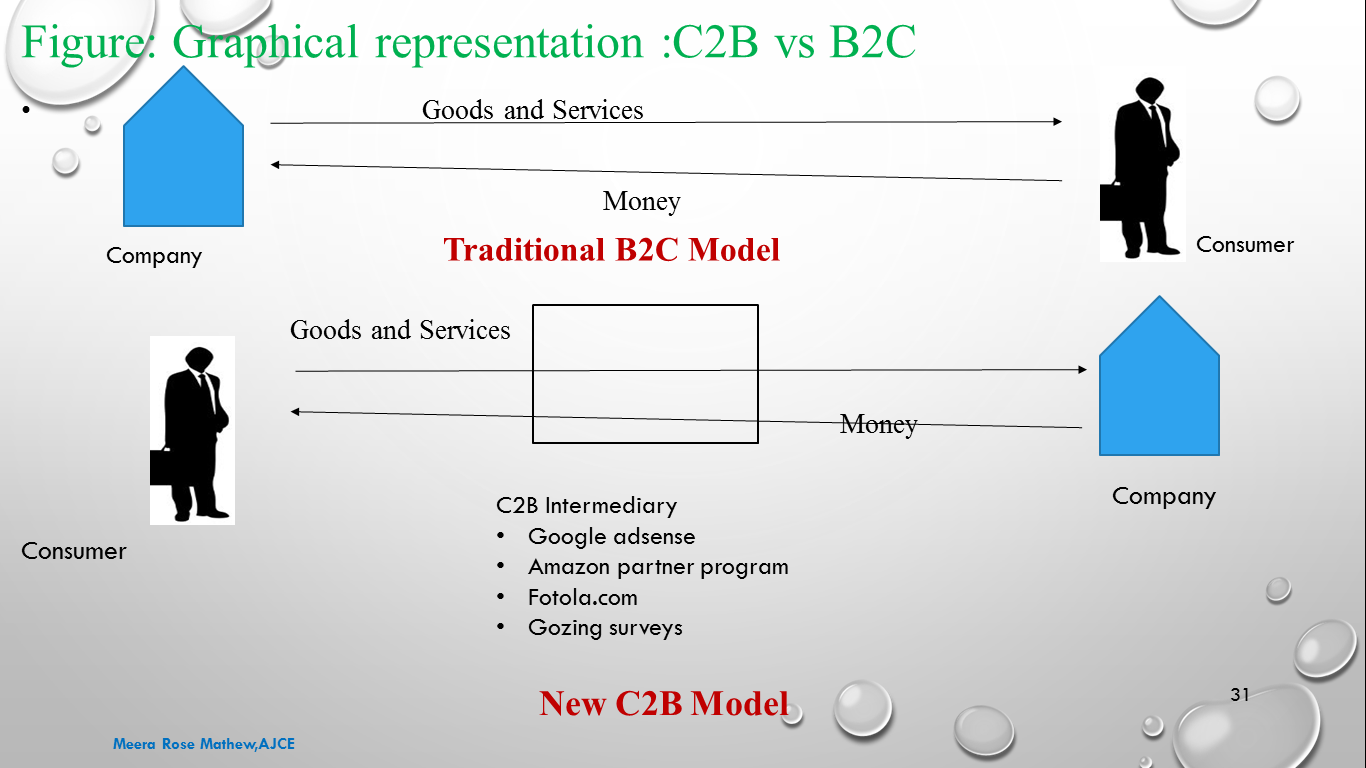 Figure: Graphical representation :C2B vs B2C
•
Goods and Services
Money
Company
Traditional B2C Model
Consumer
Goods and Services
Money
Company
Consumer
C2B Intermediary
• Google adsense
• Amazon partner program
• Fotola.com
• Gozing surveys
New C2B Model
31
Meera Rose Mathew,AJCE